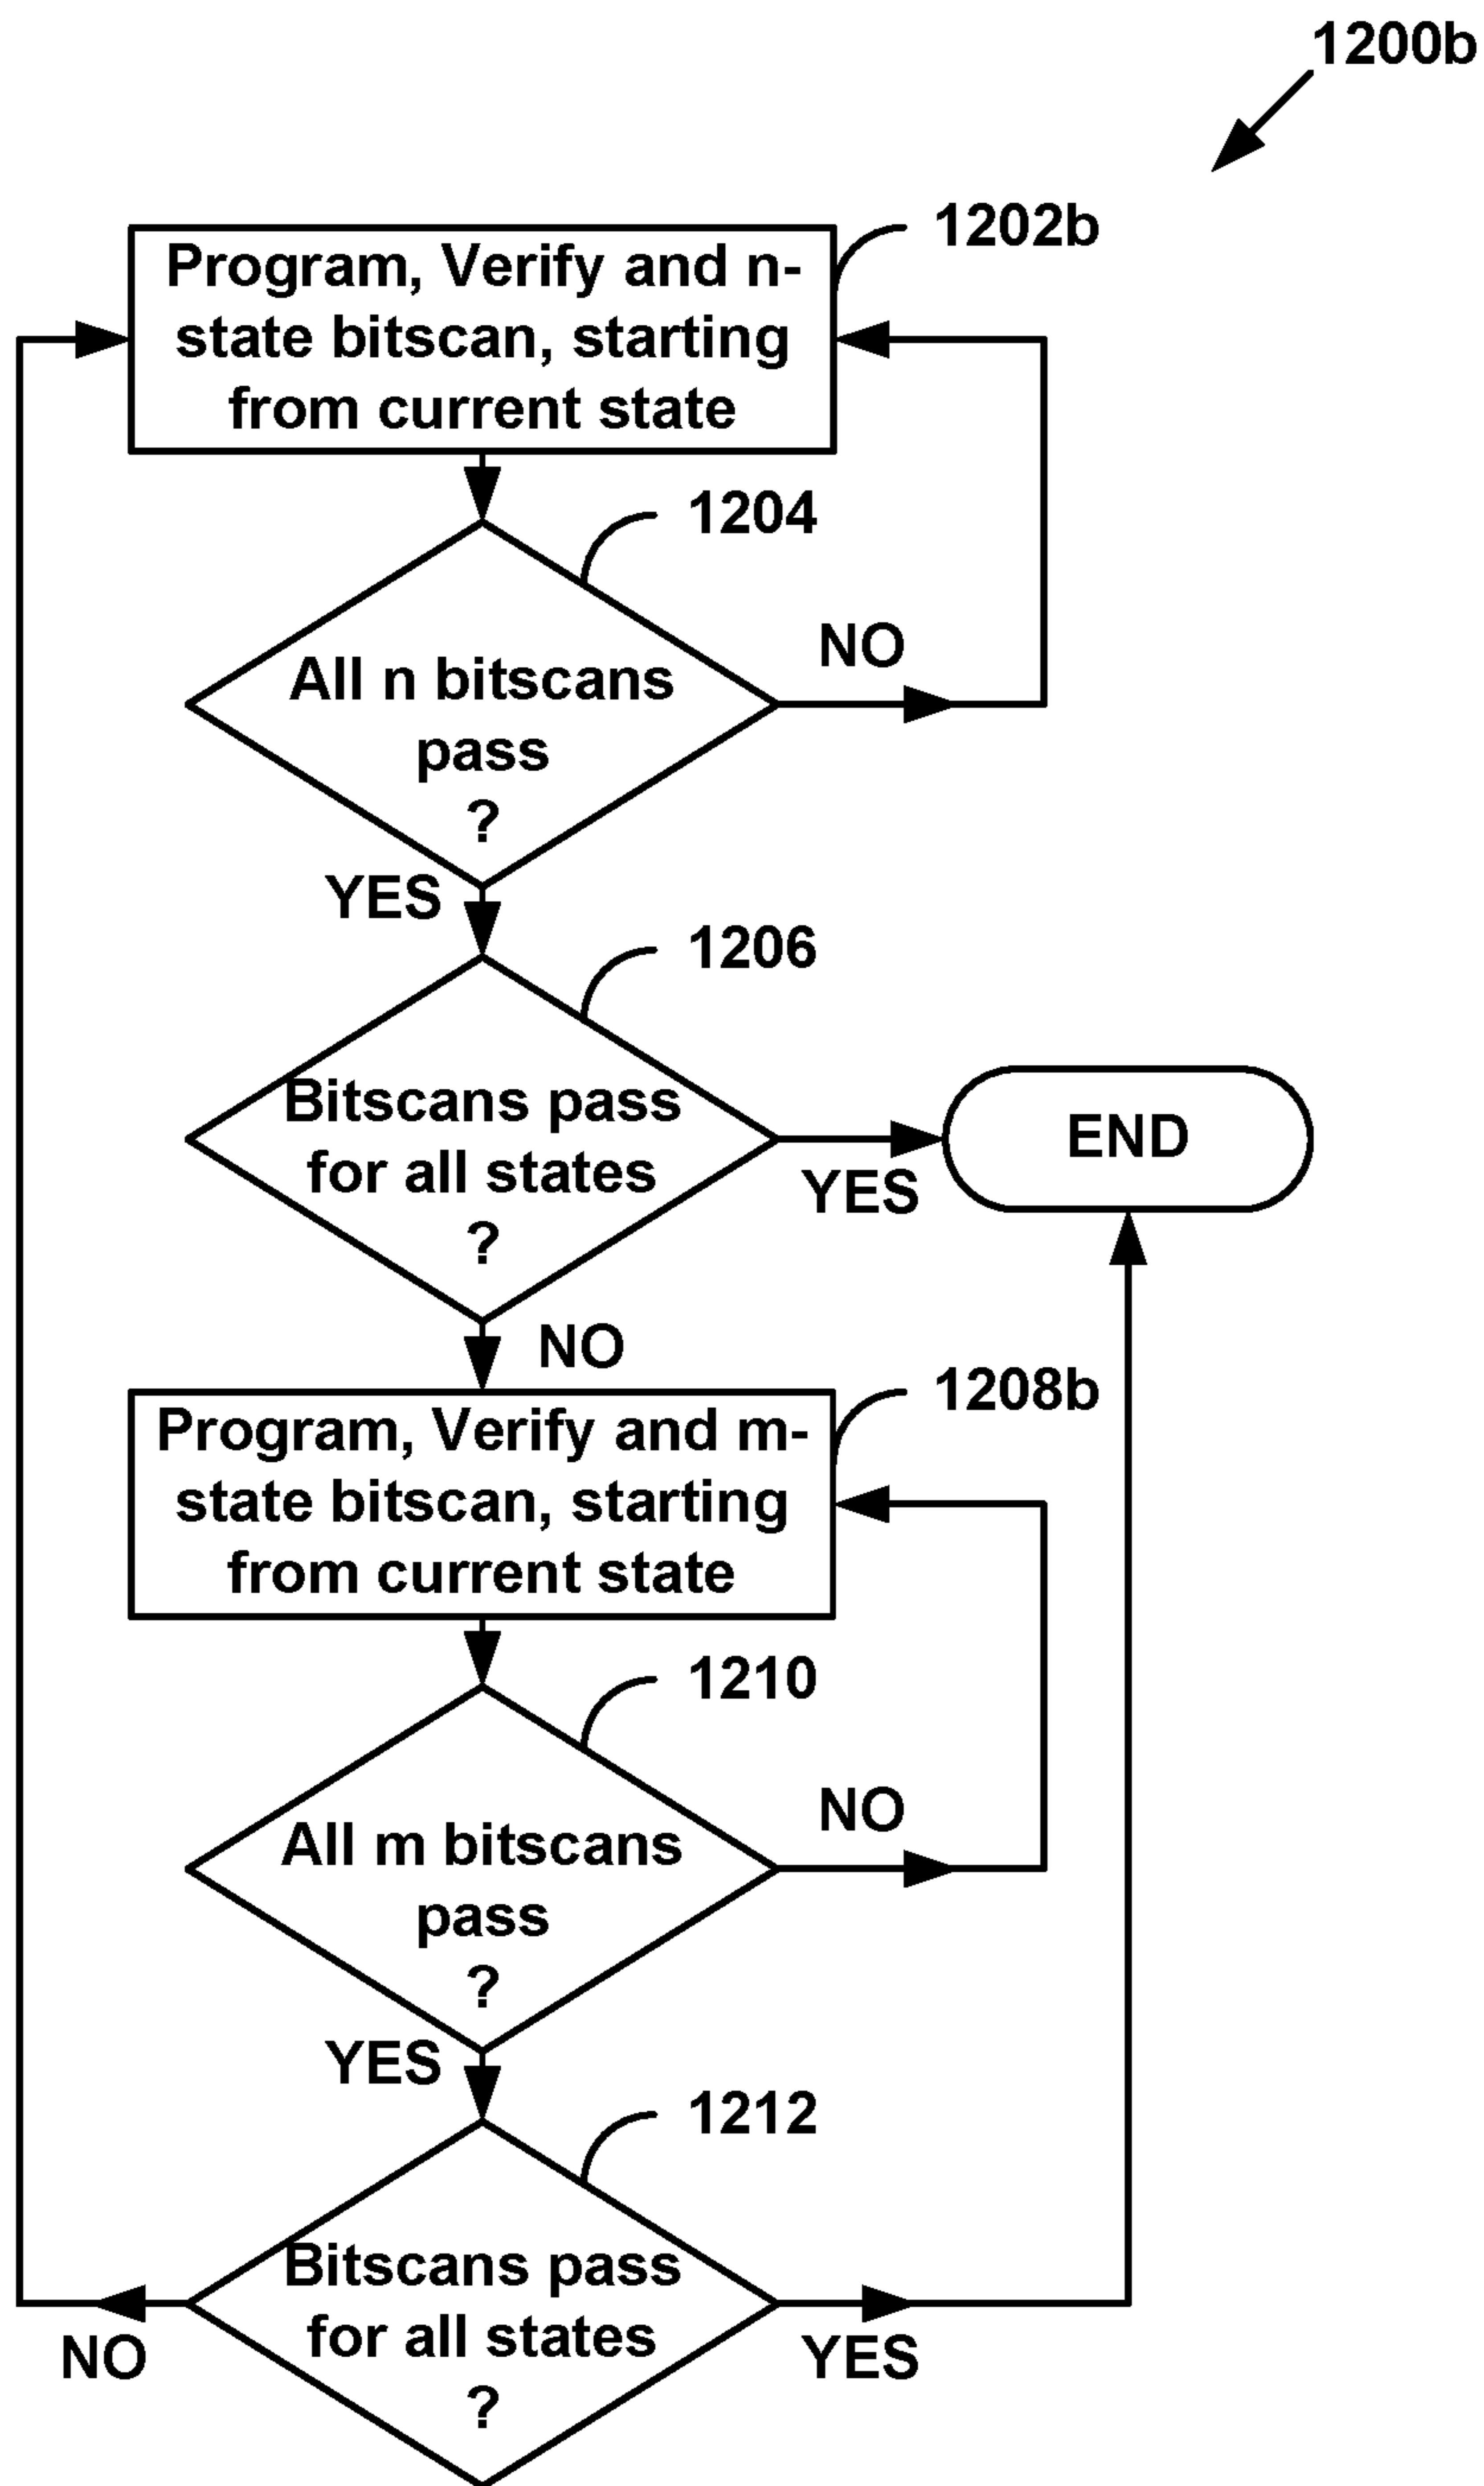 1200b
1202b
Program, Verify and n-
state bitscan, starting
from current state
1204
All n bitscans
pass
?
NO
YES
1206
Bitscans pass
for all states
?
YES
END
NO
1208b
Program, Verify and m-
state bitscan, starting
from current state
1210
All m bitscans
pass
?
NO
YES
1212
Bitscans pass
for all states
?
NO
YES